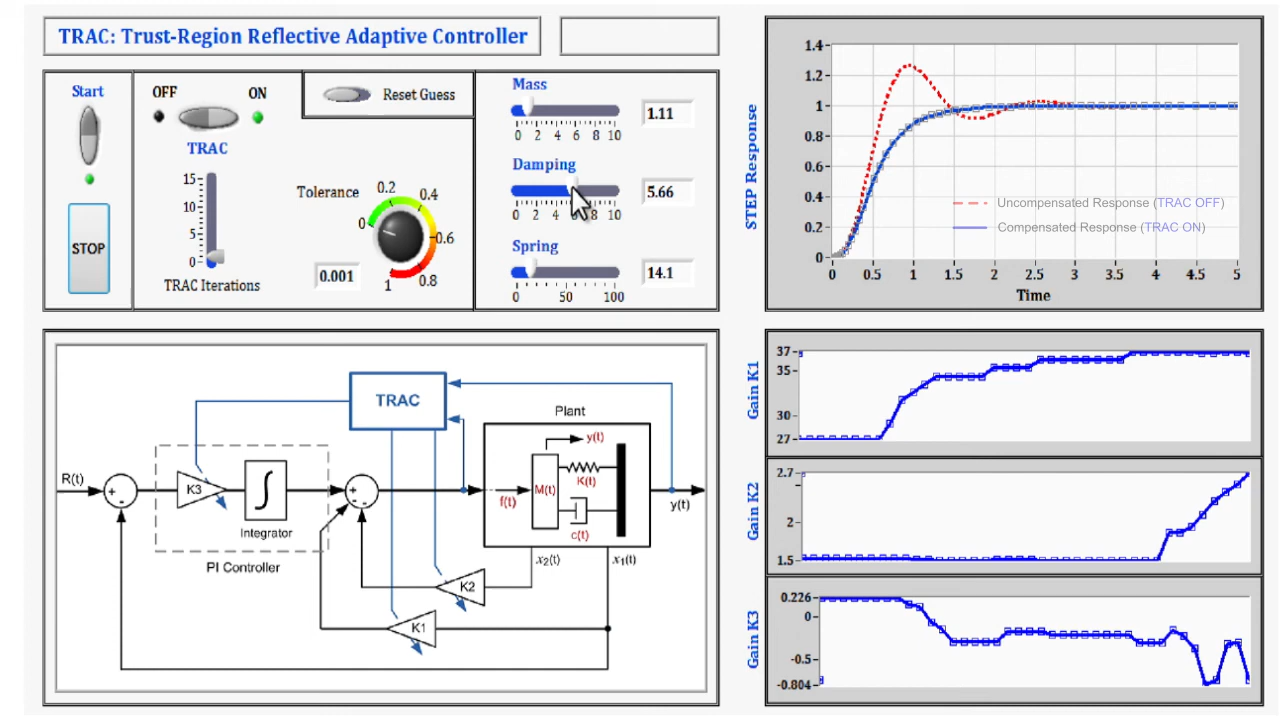 TRAC: Trust-Region Reflective Adaptive Controller
Start
OFF
ON
TRAC
15
10
5
0
TRAC Iterations
STOP
Reset Guess
Tolerance
0
0.2
0.4
0.6
0.8
1
0.001
Mass
0 2 4 6 8 10
1.11
Damping
0 2 4 8 10
5.66
Spring
0 50 100
14.1
STEP Response
1.4
1.2
1
0.8
0.6
0.4
0.2
0
Uncompensated Response (TRAC OFF)
Compensated Response (TRAC ON)
0 0.5 1 1.5 2 2.5 3 3.5 4 4.5 5
Time
TRAC
Plant
R(t)
+
-
K3
∫
Integrator
PI Controller
+
-
-
f(t)
M(t)
y(t)
K(t)
c(t)
y(t)
x2(t)
x1(t)
K2
K1
Gain K1
37
35
30
27
Gain K2
2.7
2
1.5
Gain K3
0.226
0
-0.5
-0.804